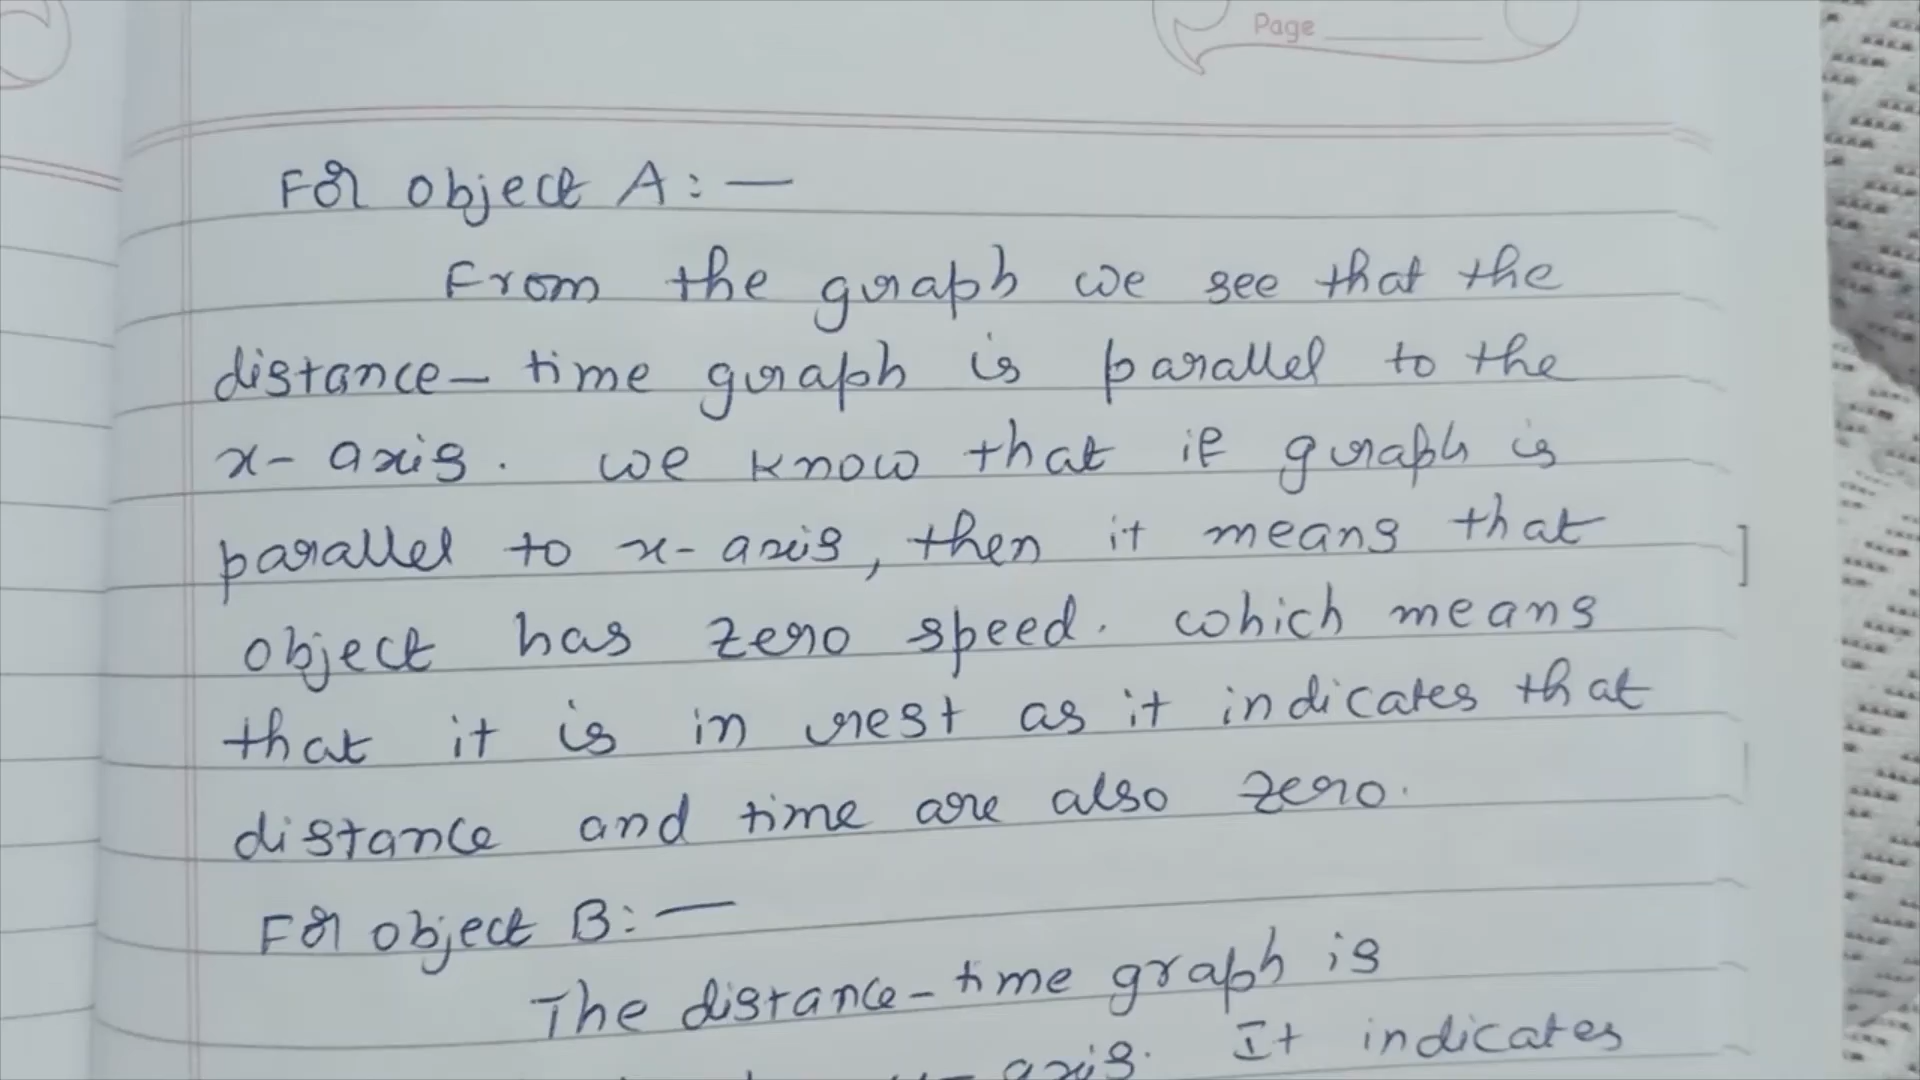 Page
For object A:—
From the graph we see that the
distance- time graph is parallel to the
x- axis. we know that if graph is
parallel to x- axis, then it means that
object has zero speed. which means
that it is in rest as it indicates that
distance and time are also zero.
For object B:—
The distance- time graph is
axis. It indicates